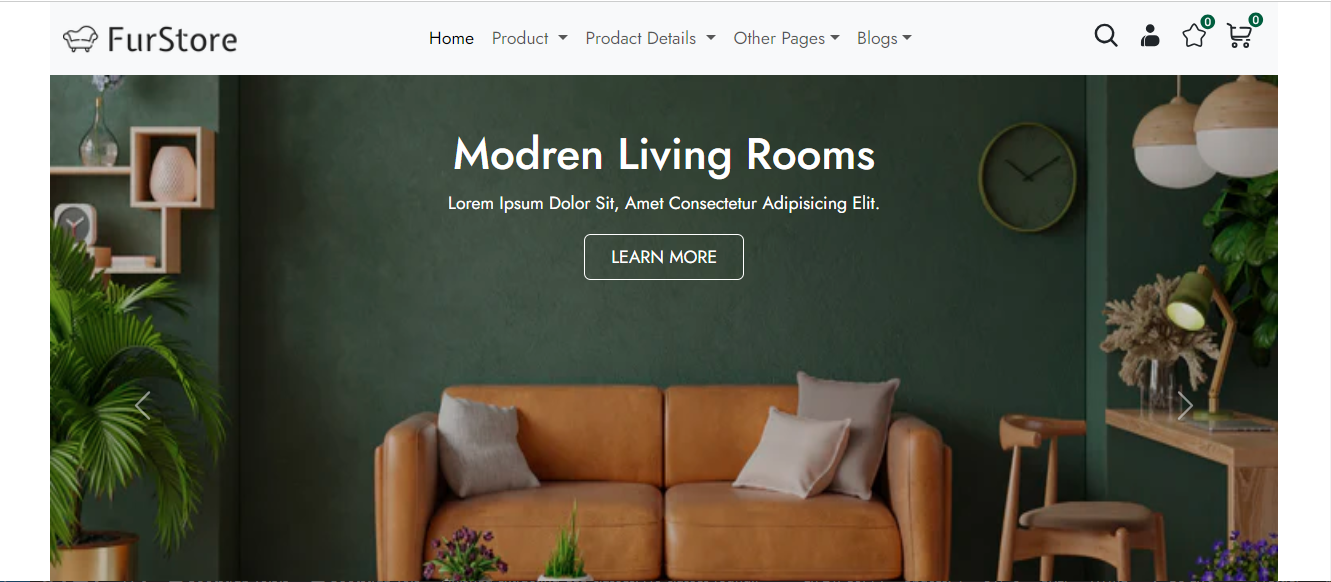 FurStore
Home Product Prodact Details Other Pages Blogs
0 0
Modren Living Rooms
Lorem Ipsum Dolor Sit, Amet Consectetur Adipisicing Elit.
LEARN MORE